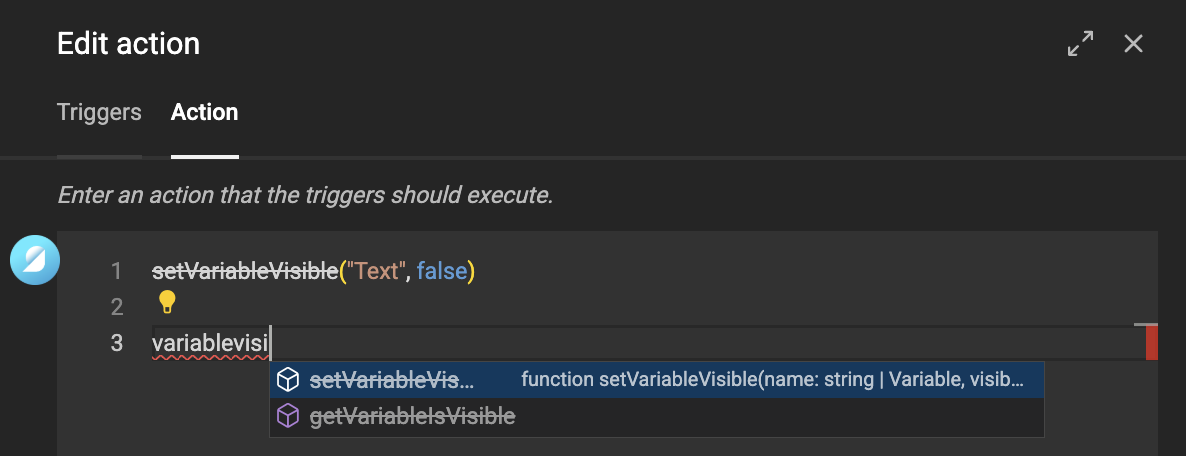 Edit action
Triggers Action
Enter an action that the triggers should execute.
1 setVariableVisible("Text", false)
2
3 variablevisi
setVariableVis... function setVariableVisible(name: string | Variable, visib...
getVariableIsVisible